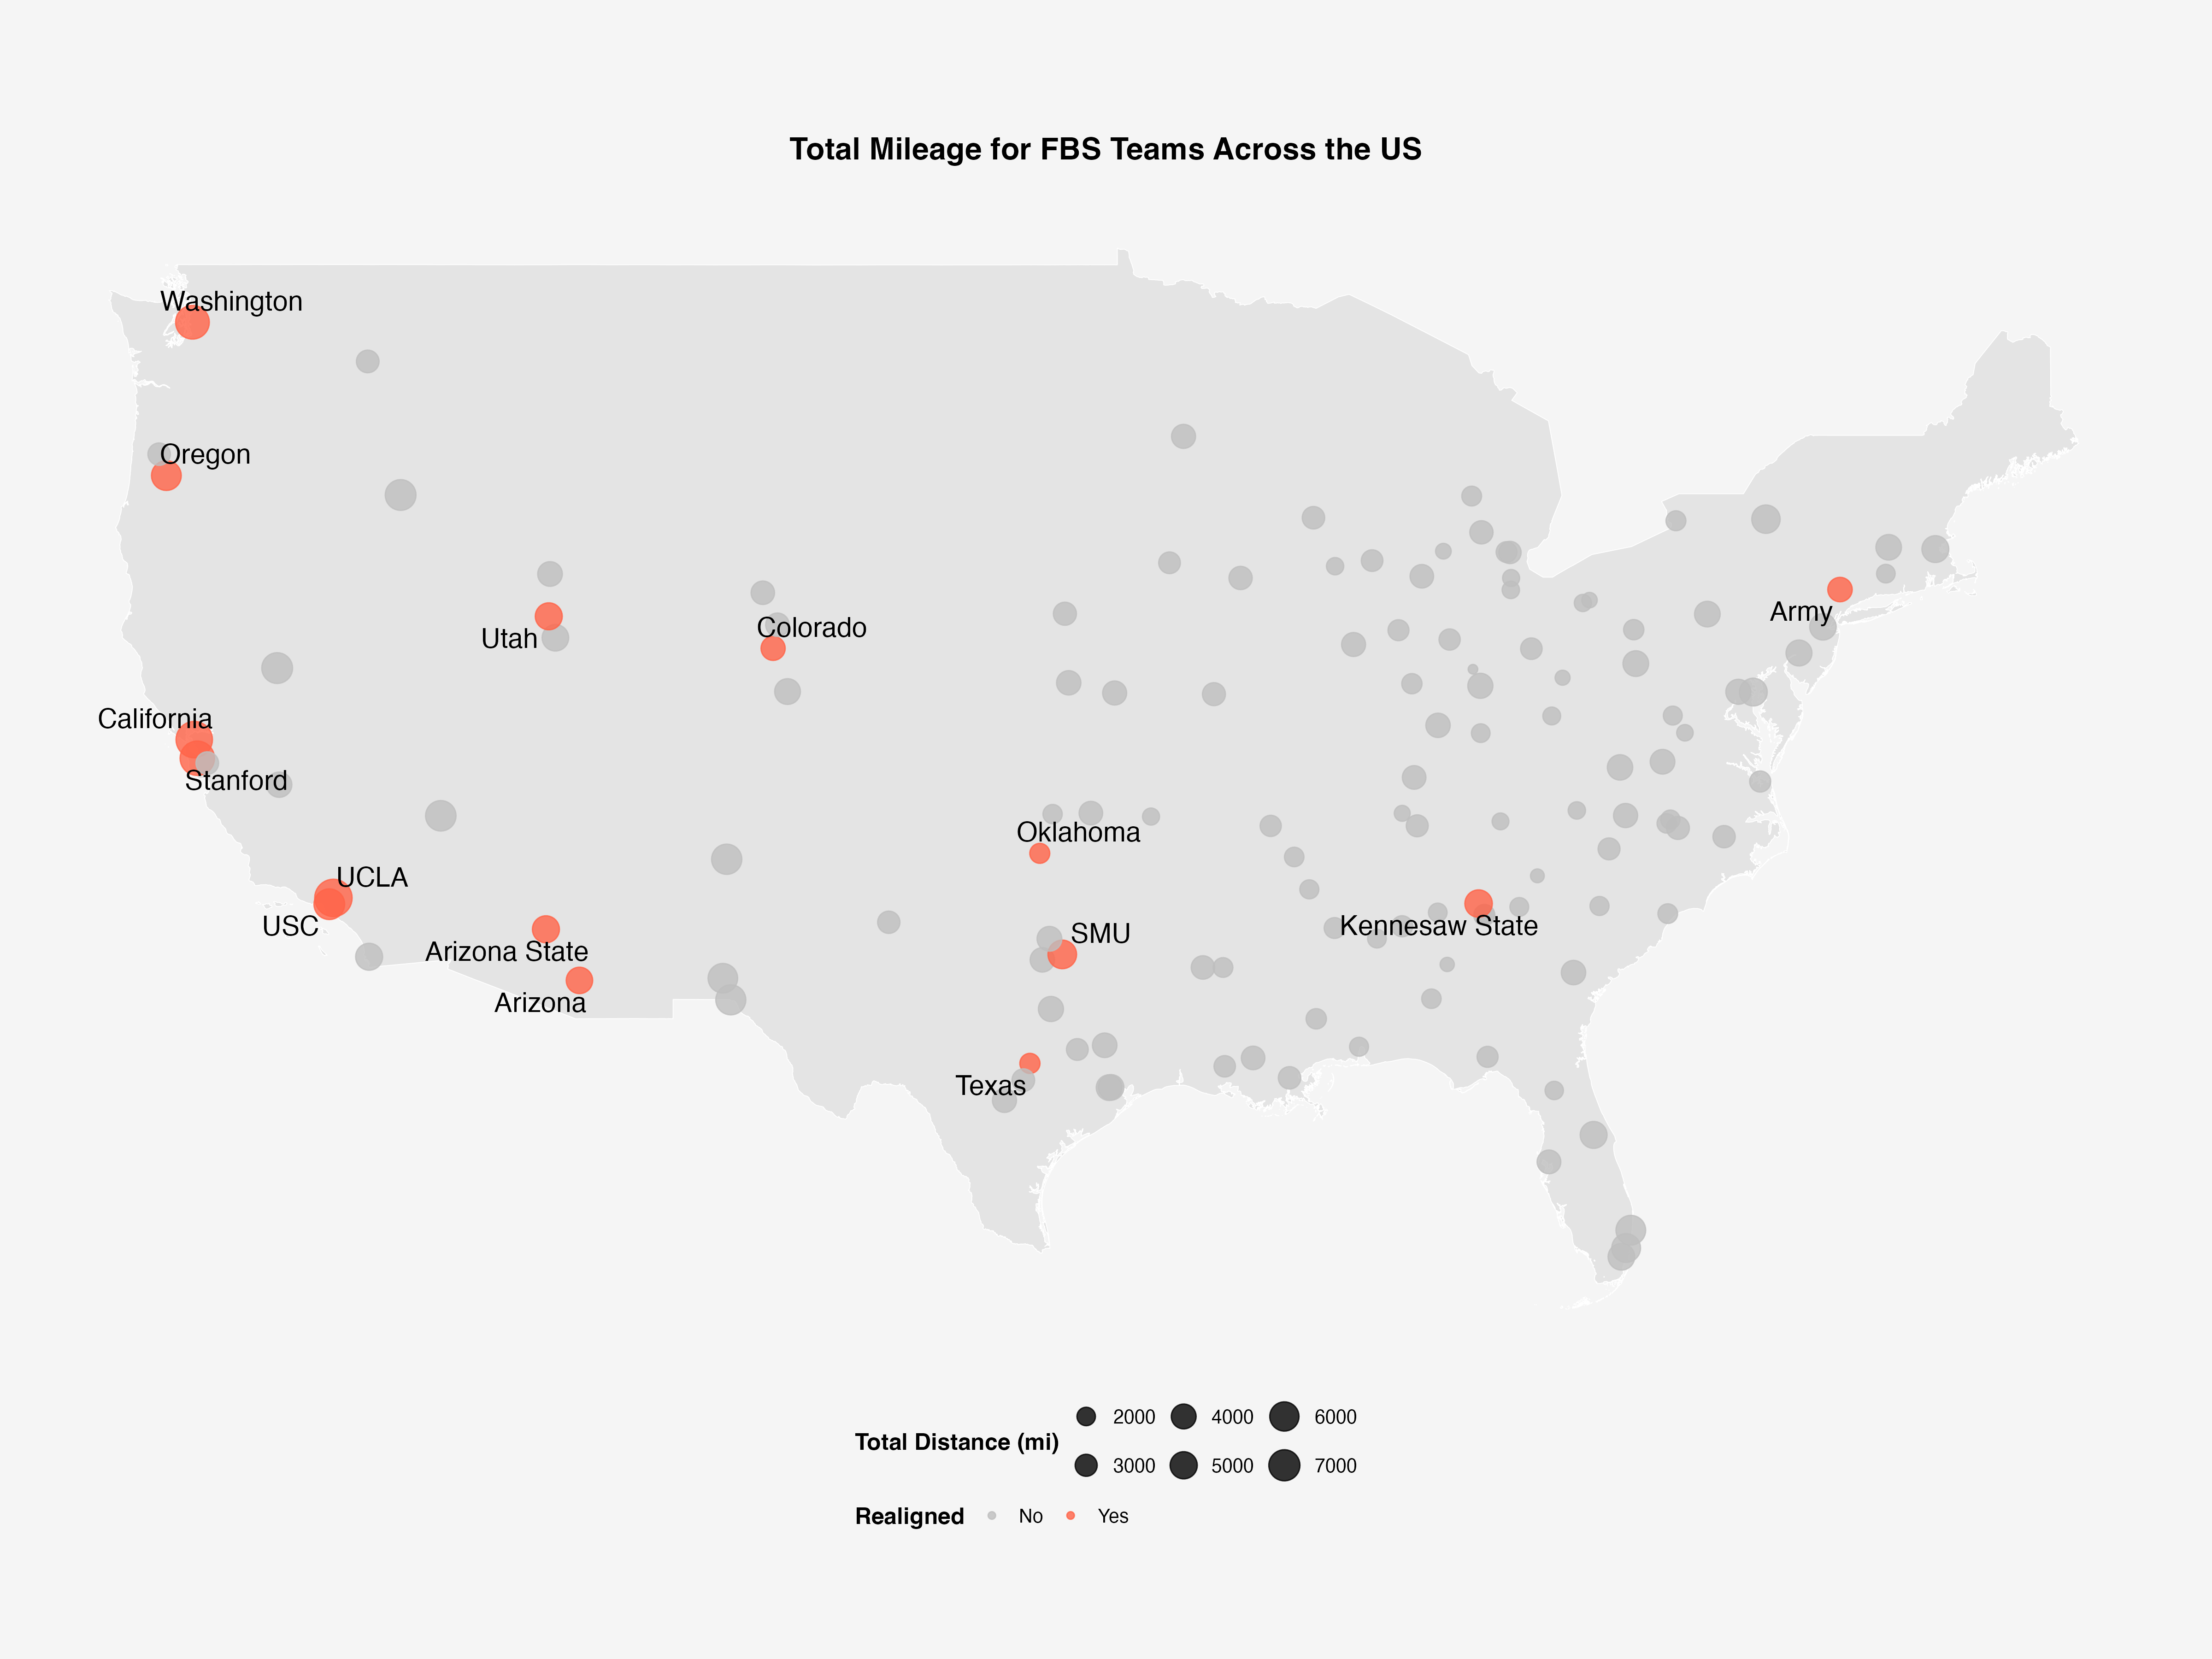 Total Mileage for FBS Teams Across the US
Washington
Oregon
Utah
Colorado
Army
California
Stanford
Oklahoma
UCLA
USC
Arizona State
Arizona
SMU
Kennesaw State
Texas
Total Distance (mi)
2000 4000 6000
3000 5000 7000
Realigned No Yes